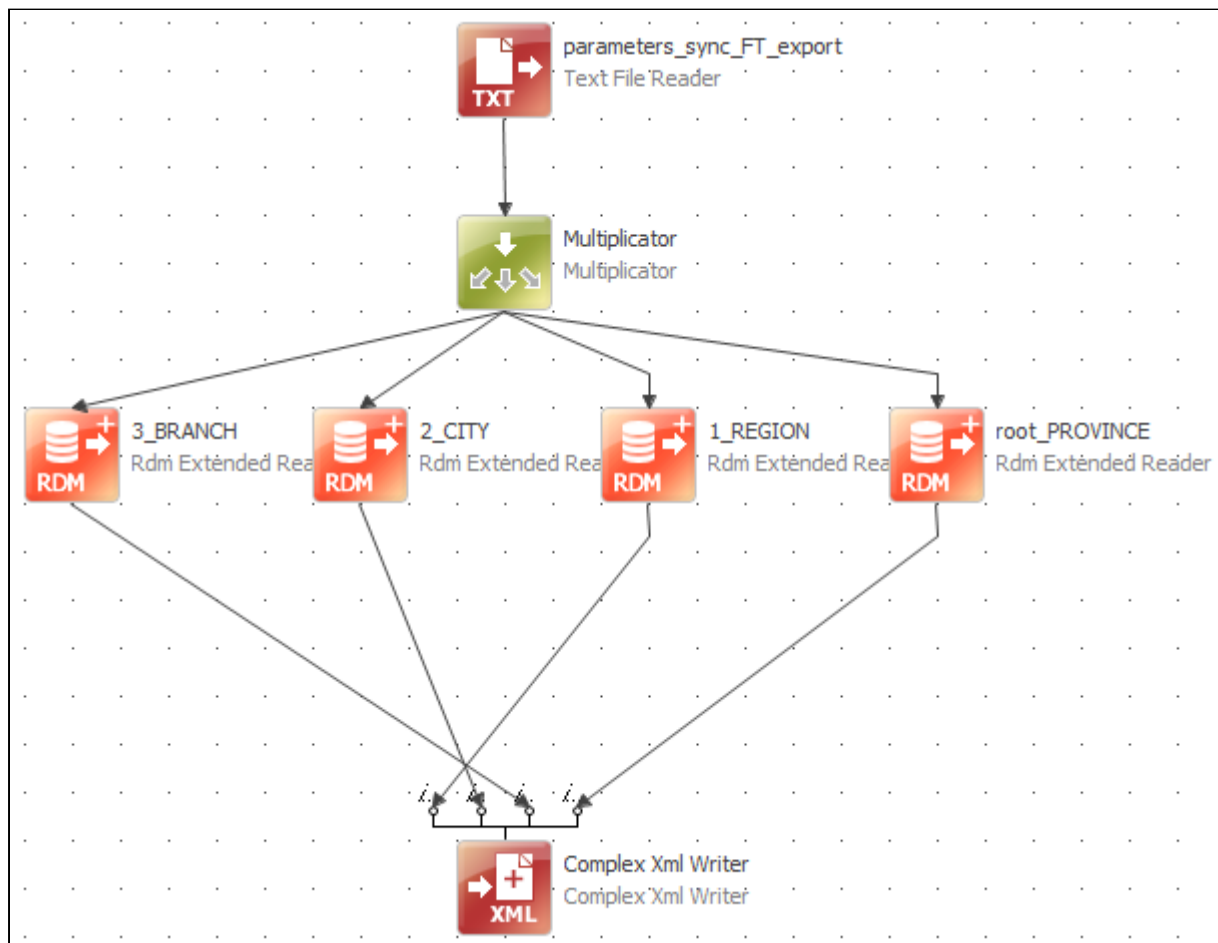 parameters_sync_FT_export
Text File Reader
TXT
Multiplicator
Multiplicator
3_BRANCH
Rdm Extended Rea
RDM
2_CITY
Rdm Extended Rea
RDM
1_REGION
Rdm Extended Rea
RDM
root_PROVINCE
Rdm Extended Reader
RDM
i. i. i. i.
Complex Xml Writer
Complex Xml Writer
XML